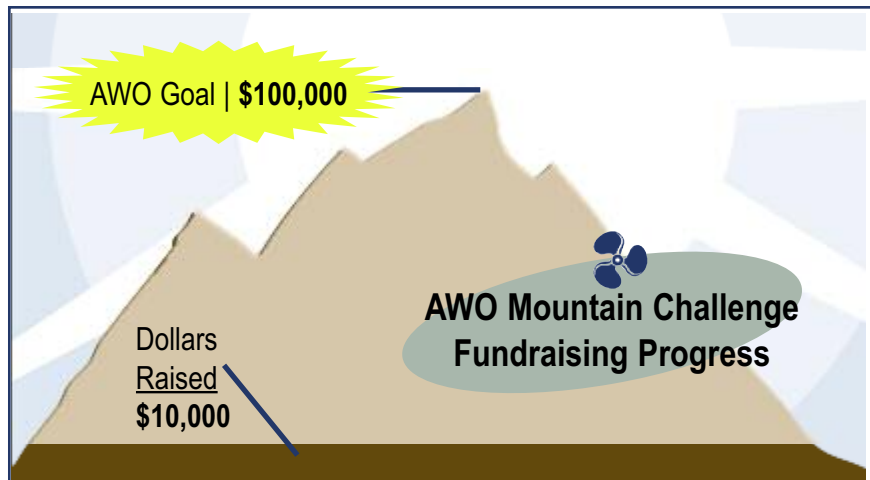 AWO Goal | $100,000
AWO Mountain Challenge
Fundraising Progress
Dollars
Raised
$10,000